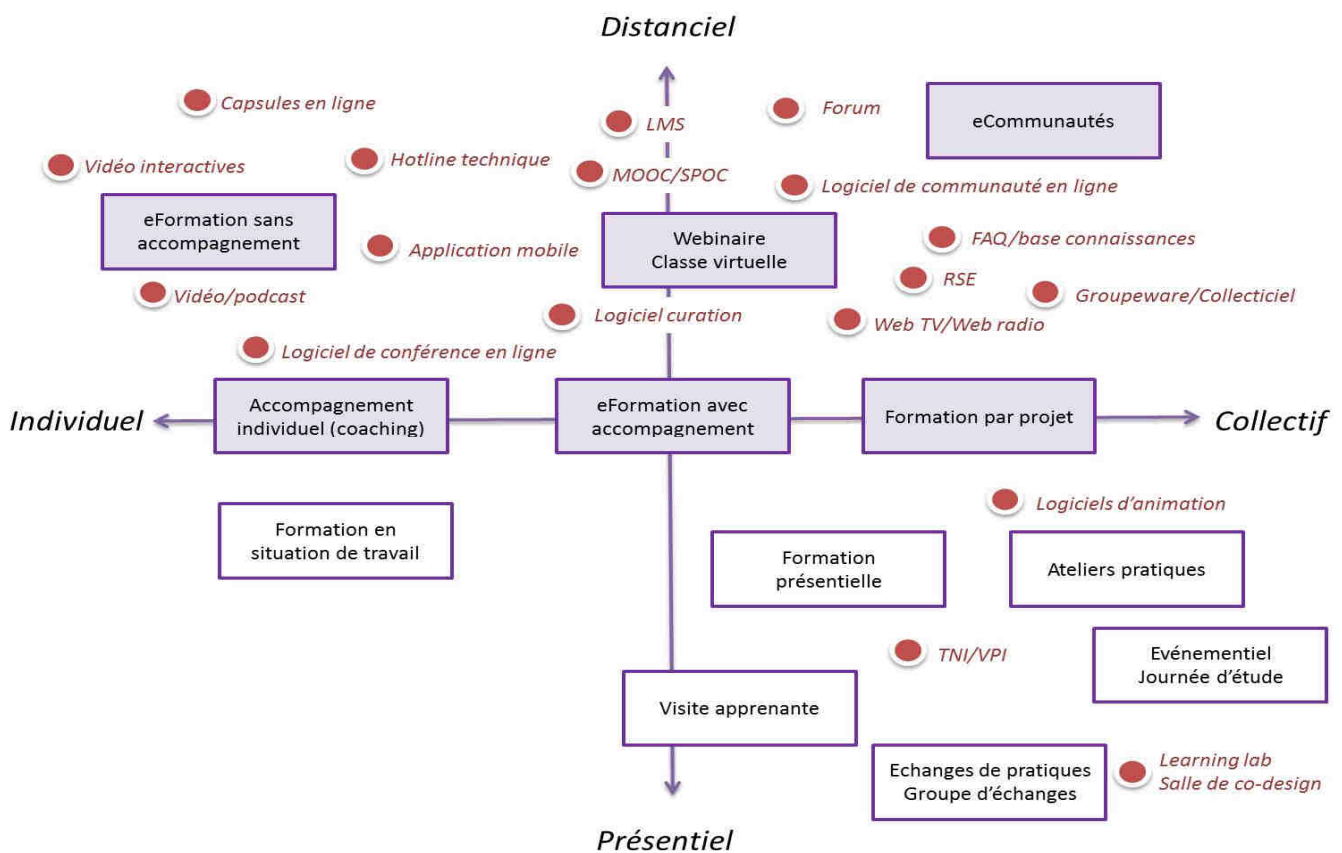 Distanciel
Capsules en ligne
LMS
Forum
eCommunautés
Vidéo interactives
Hotline technique
MOOC/SPOC
Logiciel de communauté en ligne
eFormation sans
accompagnement
Application mobile
Webinaire
Classe virtuelle
FAQ/base connaissances
RSE
Vidéo/podcast
Groupeware/Collecticiel
Logiciel curation
Web TV/Web radio
Logiciel de conférence en ligne
Individuel
Accompagnement
individuel (coaching)
eFormation avec
accompagnement
Formation par projet
Collectif
Logiciels d’animation
Formation en
situation de travail
Formation
présentielle
Ateliers pratiques
TNI/VPI
Evénementiel
Journée d’étude
Visite apprenante
Echanges de pratiques
Groupe d’échanges
Learning lab
Salle de co-design
Présentiel